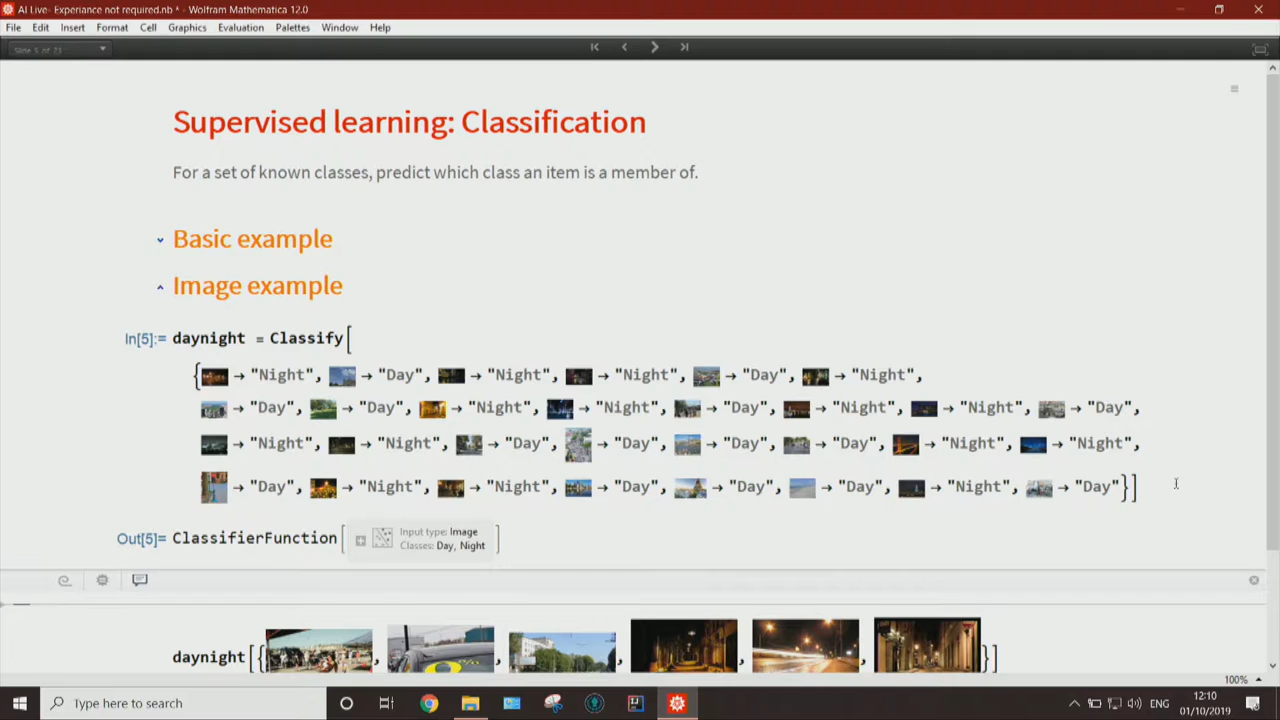 AI Live- Experiance not required.nb * - Wolfram Mathematica 12.0
File Edit Insert Format Cell Graphics Evaluation Palettes Window Help
Slide 5 of 23
Supervised learning: Classification
For a set of known classes, predict which class an item is a member of.
Basic example
Image example
In[5]:= daynight = Classify[
{ → "Night", → "Day", → "Night", → "Night", → "Day", → "Night",
→ "Day", → "Day", → "Night", → "Night", → "Day", → "Night", → "Night", → "Day",
→ "Night", → "Night", → "Day", → "Day", → "Day", → "Day", → "Night", → "Night",
→ "Day", → "Night", → "Night", → "Day", → "Day", → "Day", → "Night", → "Day"}]
Out[5]= ClassifierFunction[
Input type: Image
Classes: Day, Night
]
daynight[{ , , , , , }]
100%
Type here to search
ENG
12:10
01/10/2019